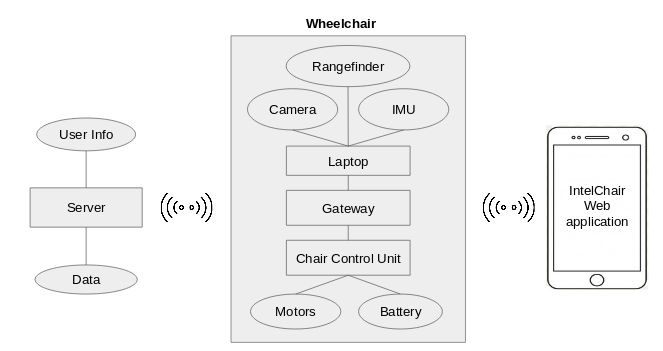 Wheelchair
Rangefinder
Camera
IMU
Laptop
Gateway
Chair Control Unit
Motors
Battery
User Info
Server
Data
IntelChair
Web
application